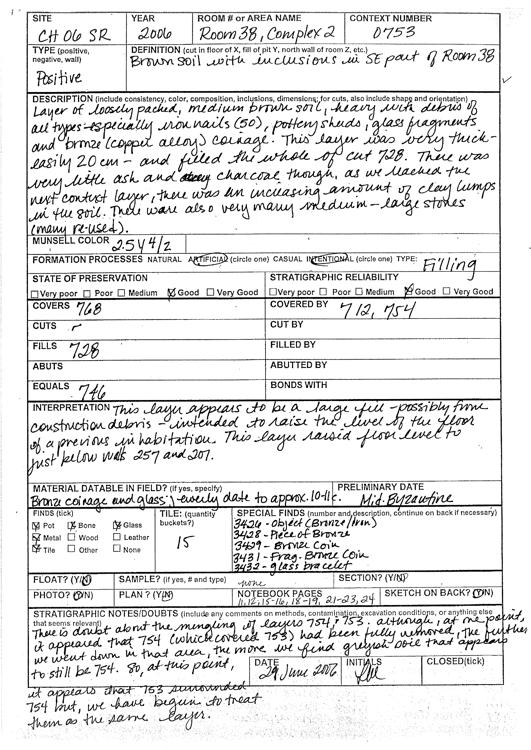 SITE YEAR ROOM # OR AREA NAME CONTEXT NUMBER
CH 06 SR 2006 Room 38, Complex 2 0753
TYPE (positive, negative, wall) DEFINITION (cut in floor of X, fill of pit Y, north wall of room Z, etc.)
Positive Brown soil with inclusions in SE part of Room 38
DESCRIPTION (include consistency, color, composition, inclusions, dimensions; for cuts, also include shape and orientation)
Layer of loosely packed, medium brown soil, heavy with debris of
all types - especially iron nails (50), pottery sheds, glass fragments
and bronze (copper alloy) coinage. This layer was very thick -
easily 20 cm - and filled the whole of cut 728. There was
very little ash and charcoal though, as we reached the
next context layer, there was an increasing amount of clay lumps
in the soil. There were also very many medium - large stones
(many re-used).
MUNSELL COLOR 2.5Y 4/2
FORMATION PROCESSES NATURAL ARTIFICIAL (circle one) CASUAL INTENTIONAL (circle one) TYPE: Filling
STATE OF PRESERVATION STRATIGRAPHIC RELIABILITY
Very poor Poor Medium Good Very Good Very poor Poor Medium Good Very Good
COVERS 768 COVERED BY 712, 754
CUTS - CUT BY
FILLS 728 FILLED BY
ABUTS ABUTTED BY
EQUALS 746 BONDS WITH
INTERPRETATION This layer appears to be a large fill - possibly from
construction debris - intended to raise the level of the floor
of a previous inhabitation. This layer raised floor level to
just below walls 257 and 207.
MATERIAL DATABLE IN FIELD? (if yes, specify) PRELIMINARY DATE
Bronze coinage and glass date to approx. 10-11 c. Mid. Byzantine
FINDS (tick) TILE: (quantity buckets?) SPECIAL FINDS (number and description, continue on back if necessary)
Pot Bone Glass 15 3426 - Object (Bronze/Iron)
Metal Wood Leather 3428 - Piece of Bronze
Tile Other None 3429 - Bronze Coin
3431 - Frag. Bronze Coin
3432 - glass bracelet
FLOAT? (Y/N) SAMPLE? (if yes, # and type) none SECTION? (Y/N)
PHOTO? (Y/N) PLAN? (Y/N) NOTEBOOK PAGES 11, 12, 15-16, 18-19, 21-23, 24 SKETCH ON BACK? (Y/N)
STRATIGRAPHIC NOTES/DOUBTS (include any comments on methods, contamination, excavation conditions, or anything else that seems relevant)
There is doubt about the mingling of layers 754 & 753. although, at one point,
it appeared that 754 (which covered 753) had been fully removed, the further
we went down in that area, the more we find greyish soil that appears
to still be 754. So, at this point,
it appears that 753 surrounded
754 but, we have begun to treat
them as the same layer.
DATE 29 June 2006 INITIALS CLOSED(tick)